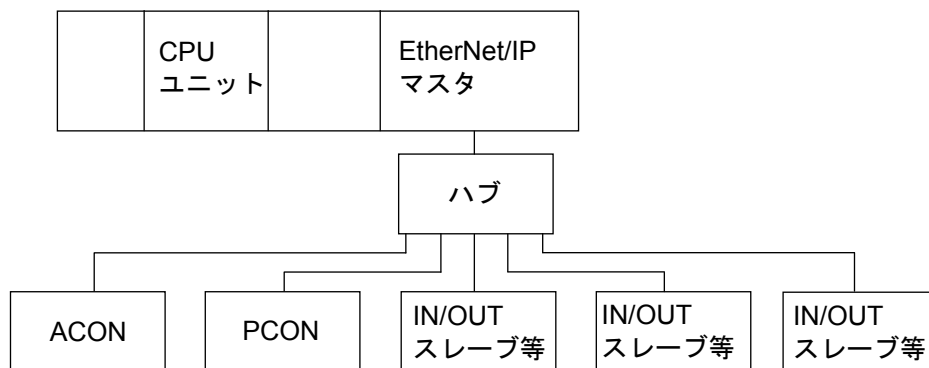 CPU
ユニット
EtherNet/IP
マスタ
ハブ
ACON
PCON
IN/OUT
スレーブ等
IN/OUT
スレーブ等
IN/OUT
スレーブ等